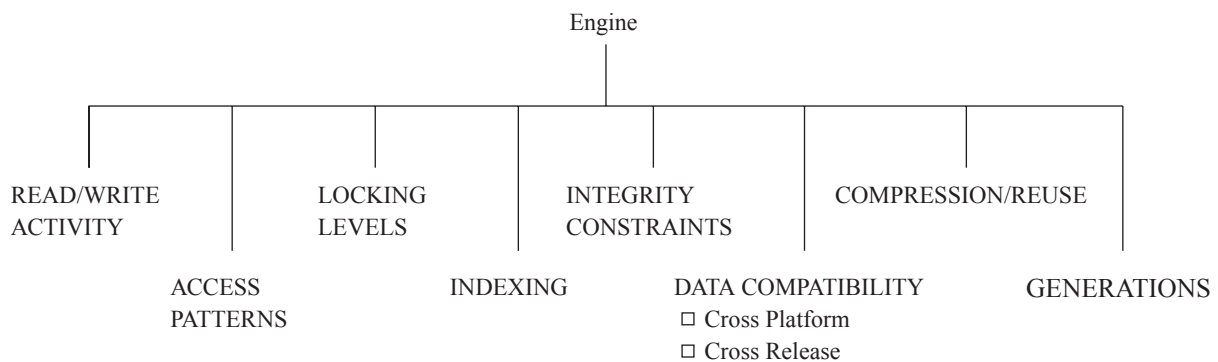 Engine
READ/WRITE
ACTIVITY
LOCKING
LEVELS
INTEGRITY
CONSTRAINTS
COMPRESSION/REUSE
ACCESS
PATTERNS
INDEXING
DATA COMPATIBILITY
□ Cross Platform
□ Cross Release
GENERATIONS